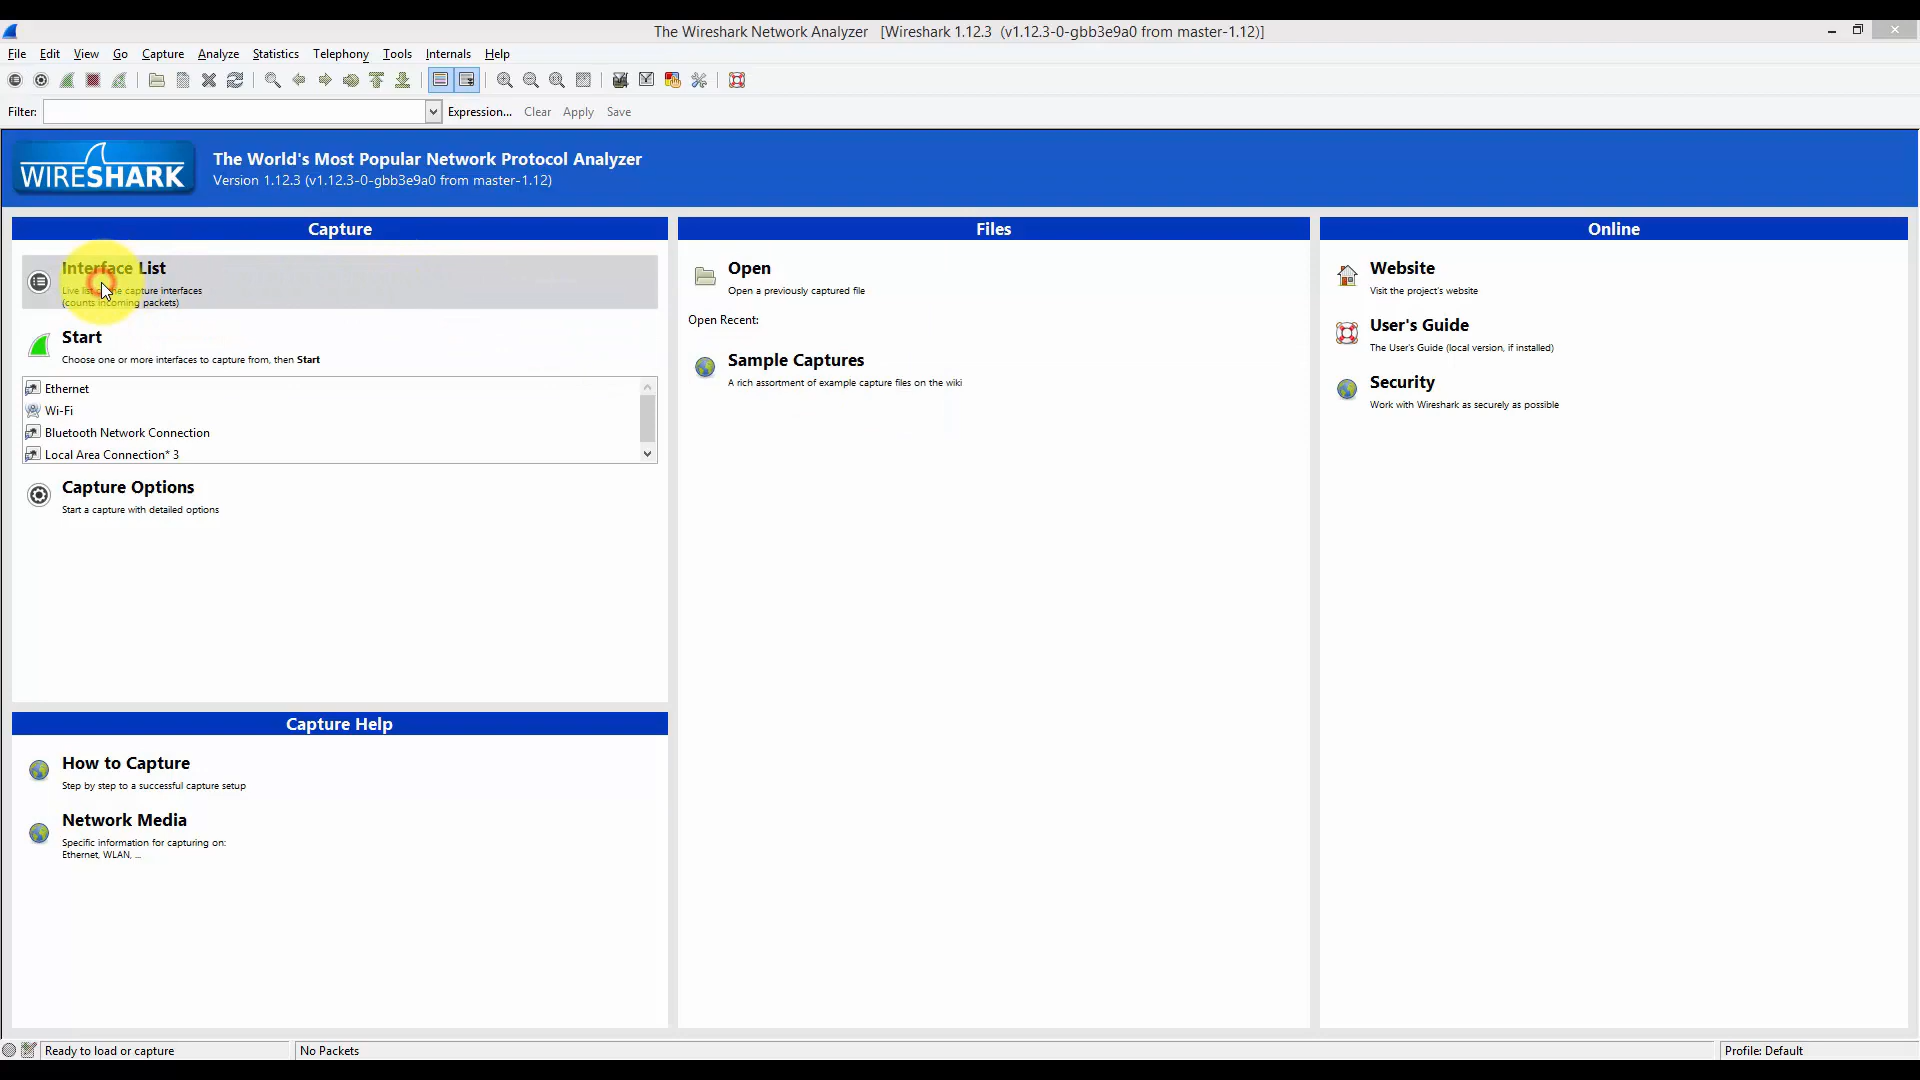 The Wireshark Network Analyzer [Wireshark 1.12.3 (v1.12.3-0-gbb3e9a0 from master-1.12)]
File Edit View Go Capture Analyze Statistics Telephony Tools Internals Help
Filter: Expression... Clear Apply Save
WIRESHARK
The World's Most Popular Network Protocol Analyzer
Version 1.12.3 (v1.12.3-0-gbb3e9a0 from master-1.12)
Capture
Interface List
Live list of the capture interfaces
(counts incoming packets)
Start
Choose one or more interfaces to capture from, then Start
Ethernet
Wi-Fi
Bluetooth Network Connection
Local Area Connection* 3
Capture Options
Start a capture with detailed options
Capture Help
How to Capture
Step by step to a successful capture setup
Network Media
Specific information for capturing on:
Ethernet, WLAN, ...
Files
Open
Open a previously captured file
Open Recent:
Sample Captures
A rich assortment of example capture files on the wiki
Online
Website
Visit the project's website
User's Guide
The User's Guide (local version, if installed)
Security
Work with Wireshark as securely as possible
Ready to load or capture
No Packets
Profile: Default